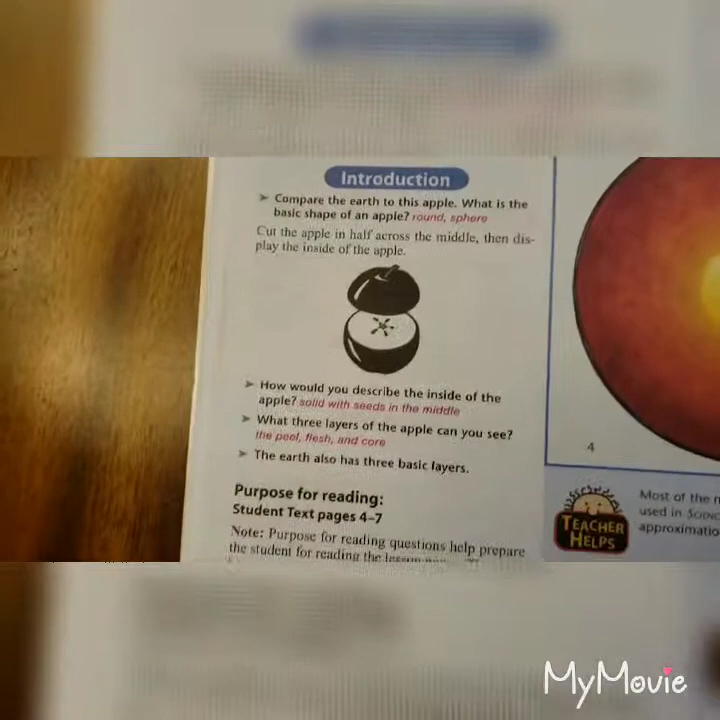 Introduction
➤ Compare the earth to this apple. What is the
basic shape of an apple? round, sphere
Cut the apple in half across the middle, then dis-
play the inside of the apple.
➤ How would you describe the inside of the
apple? solid with seeds in the middle
➤ What three layers of the apple can you see?
the peel, flesh, and core
➤ The earth also has three basic layers.
Purpose for reading:
Student Text pages 4–7
Note: Purpose for reading questions help prepare
the student for reading the lesson
4
TEACHER
HELPS
Most of the
used in SCIENC
approximatio
MyMovie